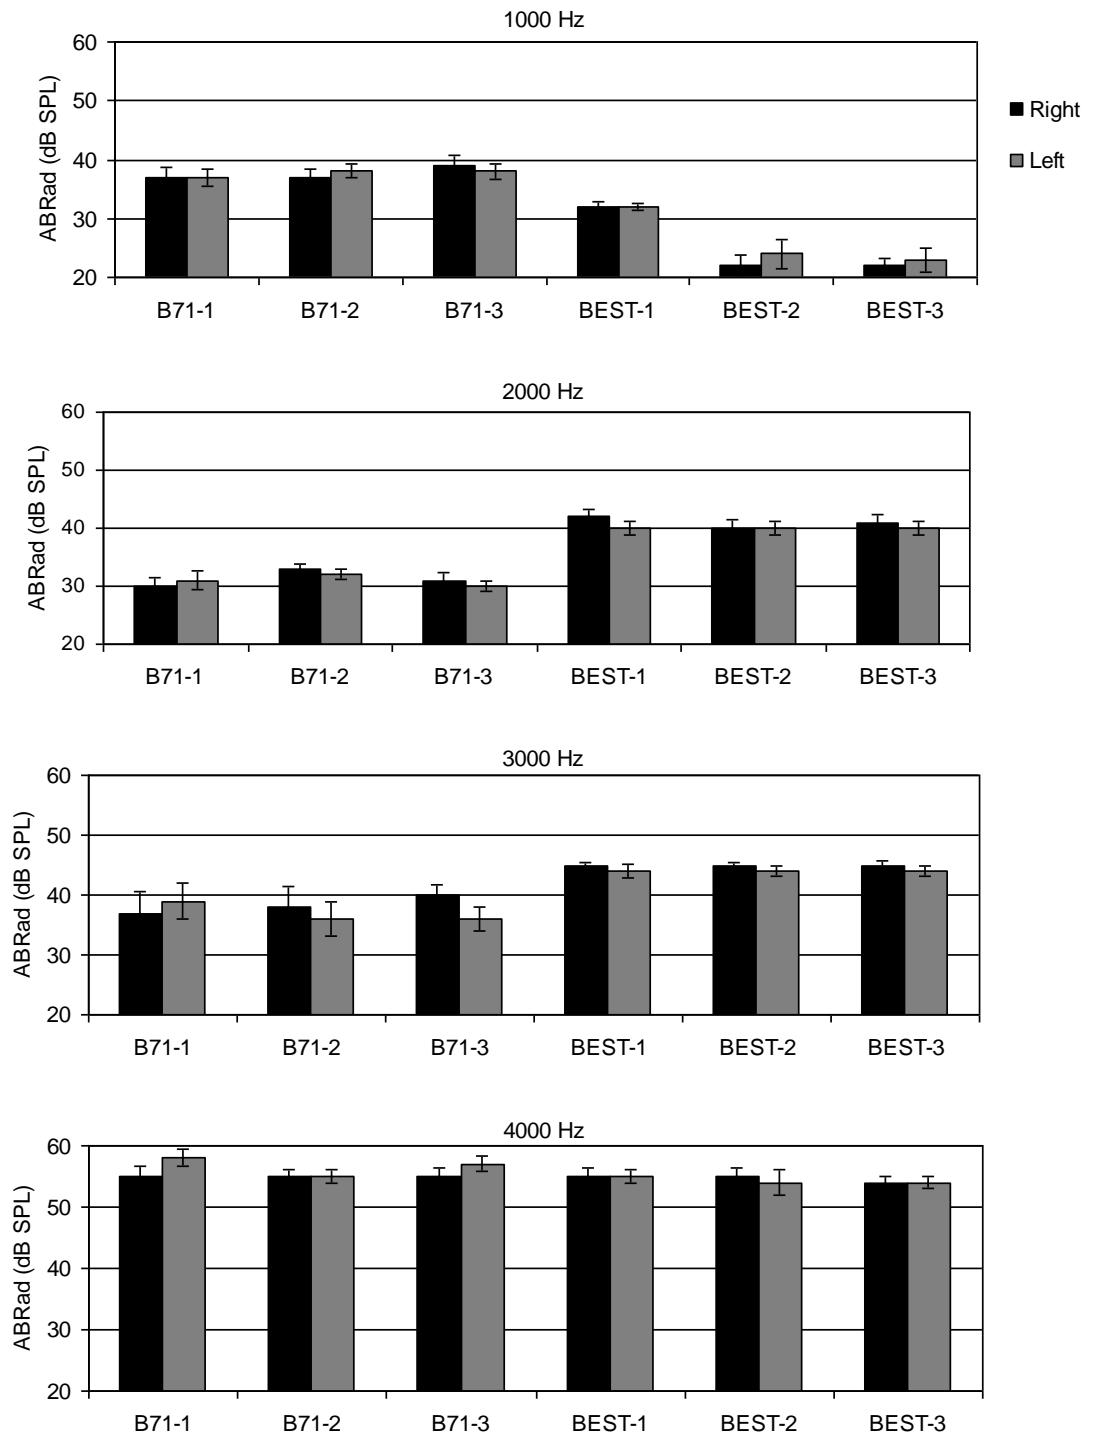 1000 Hz
60
50
40
30
20
ABRad (dB SPL)
B71-1 B71-2 B71-3 BEST-1 BEST-2 BEST-3
Right
Left
2000 Hz
60
50
40
30
20
ABRad (dB SPL)
B71-1 B71-2 B71-3 BEST-1 BEST-2 BEST-3
3000 Hz
60
50
40
30
20
ABRad (dB SPL)
B71-1 B71-2 B71-3 BEST-1 BEST-2 BEST-3
4000 Hz
60
50
40
30
20
ABRad (dB SPL)
B71-1 B71-2 B71-3 BEST-1 BEST-2 BEST-3